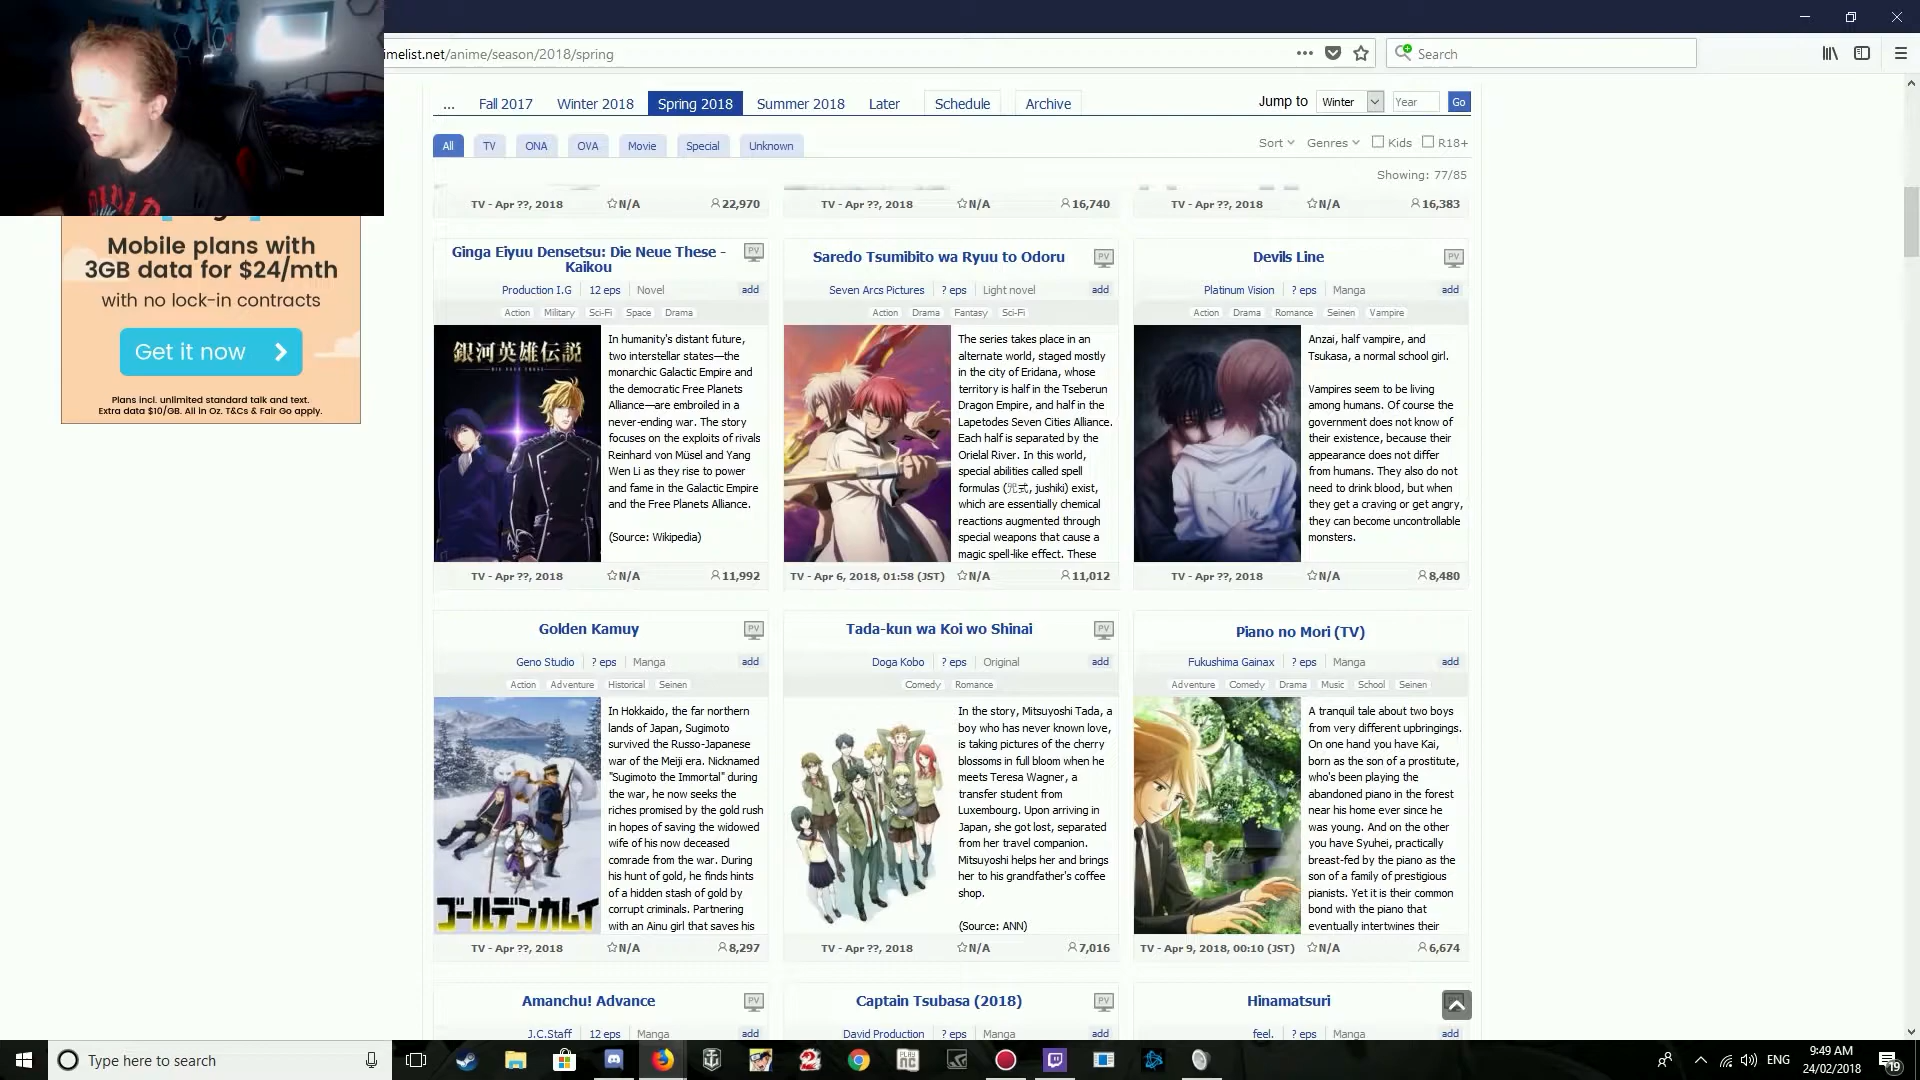 imelist.net/anime/season/2018/spring
Search
... Fall 2017 Winter 2018 Spring 2018 Summer 2018 Later Schedule Archive
Jump to Winter Year Go
All TV ONA OVA Movie Special Unknown
Sort Genres Kids R18+
Showing: 77/85
TV - Apr ??, 2018 N/A 22,970
TV - Apr ??, 2018 N/A 16,740
TV - Apr ??, 2018 N/A 16,383
Mobile plans with
3GB data for $24/mth
with no lock-in contracts
Get it now
Plans incl. unlimited standard talk and text.
Extra data $10/GB. All in Oz. T&Cs & Fair Go apply.
Ginga Eiyuu Densetsu: Die Neue These -
Kaikou
PV
Production I.G 12 eps Novel add
Action Military Sci-Fi Space Drama
銀河英雄伝説
DIE NEUE THESE
In humanity's distant future,
two interstellar states—the
monarchic Galactic Empire and
the democratic Free Planets
Alliance—are embroiled in a
never-ending war. The story
focuses on the exploits of rivals
Reinhard von Müsel and Yang
Wen Li as they rise to power
and fame in the Galactic Empire
and the Free Planets Alliance.
(Source: Wikipedia)
TV - Apr ??, 2018 N/A 11,992
Saredo Tsumibito wa Ryuu to Odoru
PV
Seven Arcs Pictures ? eps Light novel add
Action Drama Fantasy Sci-Fi
The series takes place in an
alternate world, staged mostly
in the city of Eridana, whose
territory is half in the Tseberun
Dragon Empire, and half in the
Lapetodes Seven Cities Alliance.
Each half is separated by the
Orielal River. In this world,
special abilities called spell
formulas (咒式, jushiki) exist,
which are essentially chemical
reactions augmented through
special weapons that cause a
magic spell-like effect. These
TV - Apr 6, 2018, 01:58 (JST) N/A 11,012
Devils Line
PV
Platinum Vision ? eps Manga add
Action Drama Romance Seinen Vampire
Anzai, half vampire, and
Tsukasa, a normal school girl.
Vampires seem to be living
among humans. Of course the
government does not know of
their existence, because their
appearance does not differ
from humans. They also do not
need to drink blood, but when
they get a craving or get angry,
they can become uncontrollable
monsters.
TV - Apr ??, 2018 N/A 8,480
Golden Kamuy
PV
Geno Studio ? eps Manga add
Action Adventure Historical Seinen
ゴールデンカムイ
In Hokkaido, the far northern
lands of Japan, Sugimoto
survived the Russo-Japanese
war of the Meiji era. Nicknamed
"Sugimoto the Immortal" during
the war, he now seeks the
riches promised by the gold rush
in hopes of saving the widowed
wife of his now deceased
comrade from the war. During
his hunt of gold, he finds hints
of a hidden stash of gold by
corrupt criminals. Partnering
with an Ainu girl that saves his
TV - Apr ??, 2018 N/A 8,297
Tada-kun wa Koi wo Shinai
PV
Doga Kobo ? eps Original add
Comedy Romance
In the story, Mitsuyoshi Tada, a
boy who has never known love,
is taking pictures of the cherry
blossoms in full bloom when he
meets Teresa Wagner, a
transfer student from
Luxembourg. Upon arriving in
Japan, she got lost, separated
from her travel companion.
Mitsuyoshi helps her and brings
her to his grandfather's coffee
shop.
(Source: ANN)
TV - Apr ??, 2018 N/A 7,016
Piano no Mori (TV)
Fukushima Gainax ? eps Manga add
Adventure Comedy Drama Music School Seinen
A tranquil tale about two boys
from very different upbringings.
On one hand you have Kai,
born as the son of a prostitute,
who's been playing the
abandoned piano in the forest
near his home ever since he
was young. And on the other
you have Syuhei, practically
breast-fed by the piano as the
son of a family of prestigious
pianists. Yet it is their common
bond with the piano that
eventually intertwines their
TV - Apr 9, 2018, 00:10 (JST) N/A 6,674
Amanchu! Advance
PV
J.C.Staff 12 eps Manga add
Captain Tsubasa (2018)
PV
David Production ? eps Manga add
Hinamatsuri
feel. ? eps Manga add
Type here to search
PLAY
NC
ENG
9:49 AM
24/02/2018
19